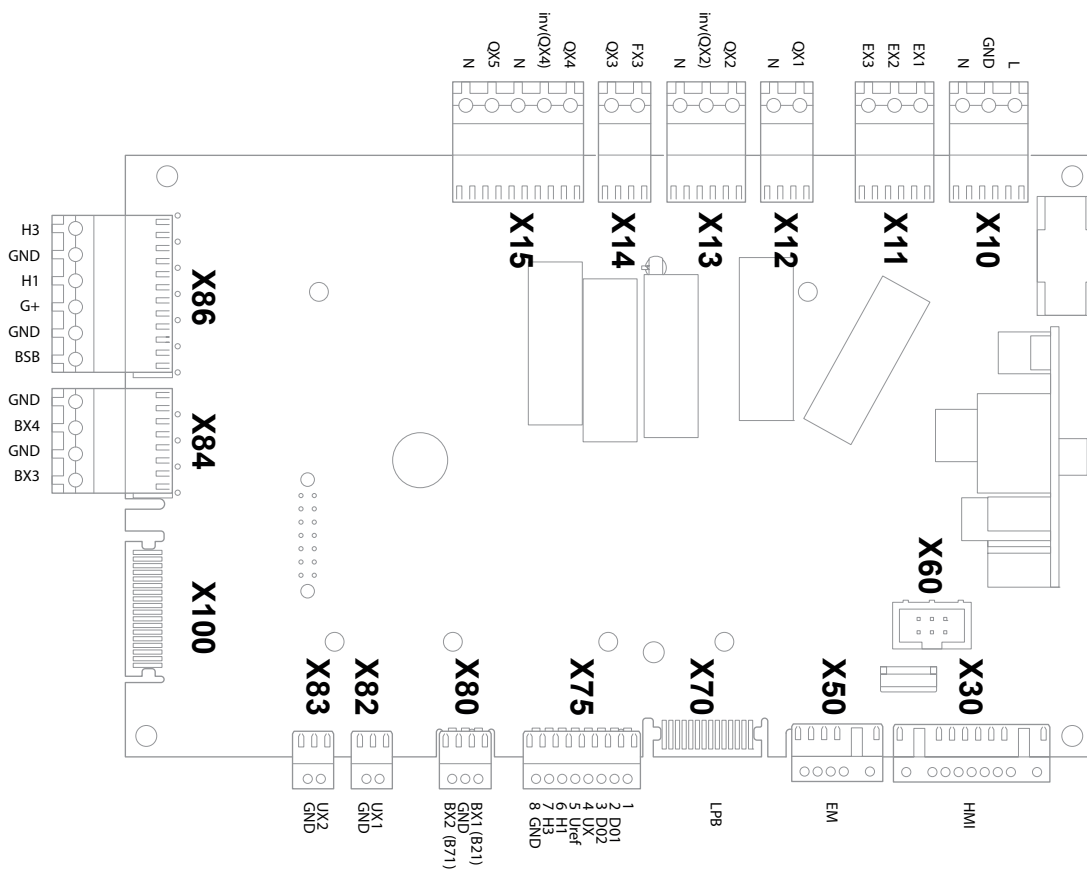 N
QX5
N
inv(QX4)
QX4
QX3
FX3
N
inv(QX2)
QX2
N
QX1
EX3
EX2
EX1
N
GND
L
X15
X14
X13
X12
X11
X10
H3
GND
H1
G+
GND
BSB
X86
GND
BX4
GND
BX3
X84
X100
X60
X83
X82
X80
X75
X70
X50
X30
GND
UX2
GND
UX1
BX2 (B71)
GND
BX1 (B21)
8 GND
7 H3
6 H1
5 Uref
4 UX
3 DO2
2 DO1
1
LPB
EM
HMI